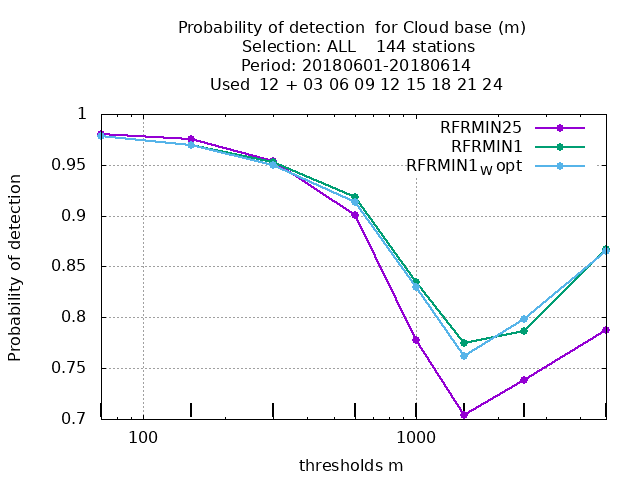 Probability of detection  for Cloud base (m)
Selection: ALL    144 stations
Period: 20180601-20180614
Used  12 + 03 06 09 12 15 18 21 24
RFRMIN25
RFRMIN1
RFRMIN1W opt
1
0.95
0.9
0.85
0.8
0.75
0.7
Probability of detection
100 1000
thresholds m